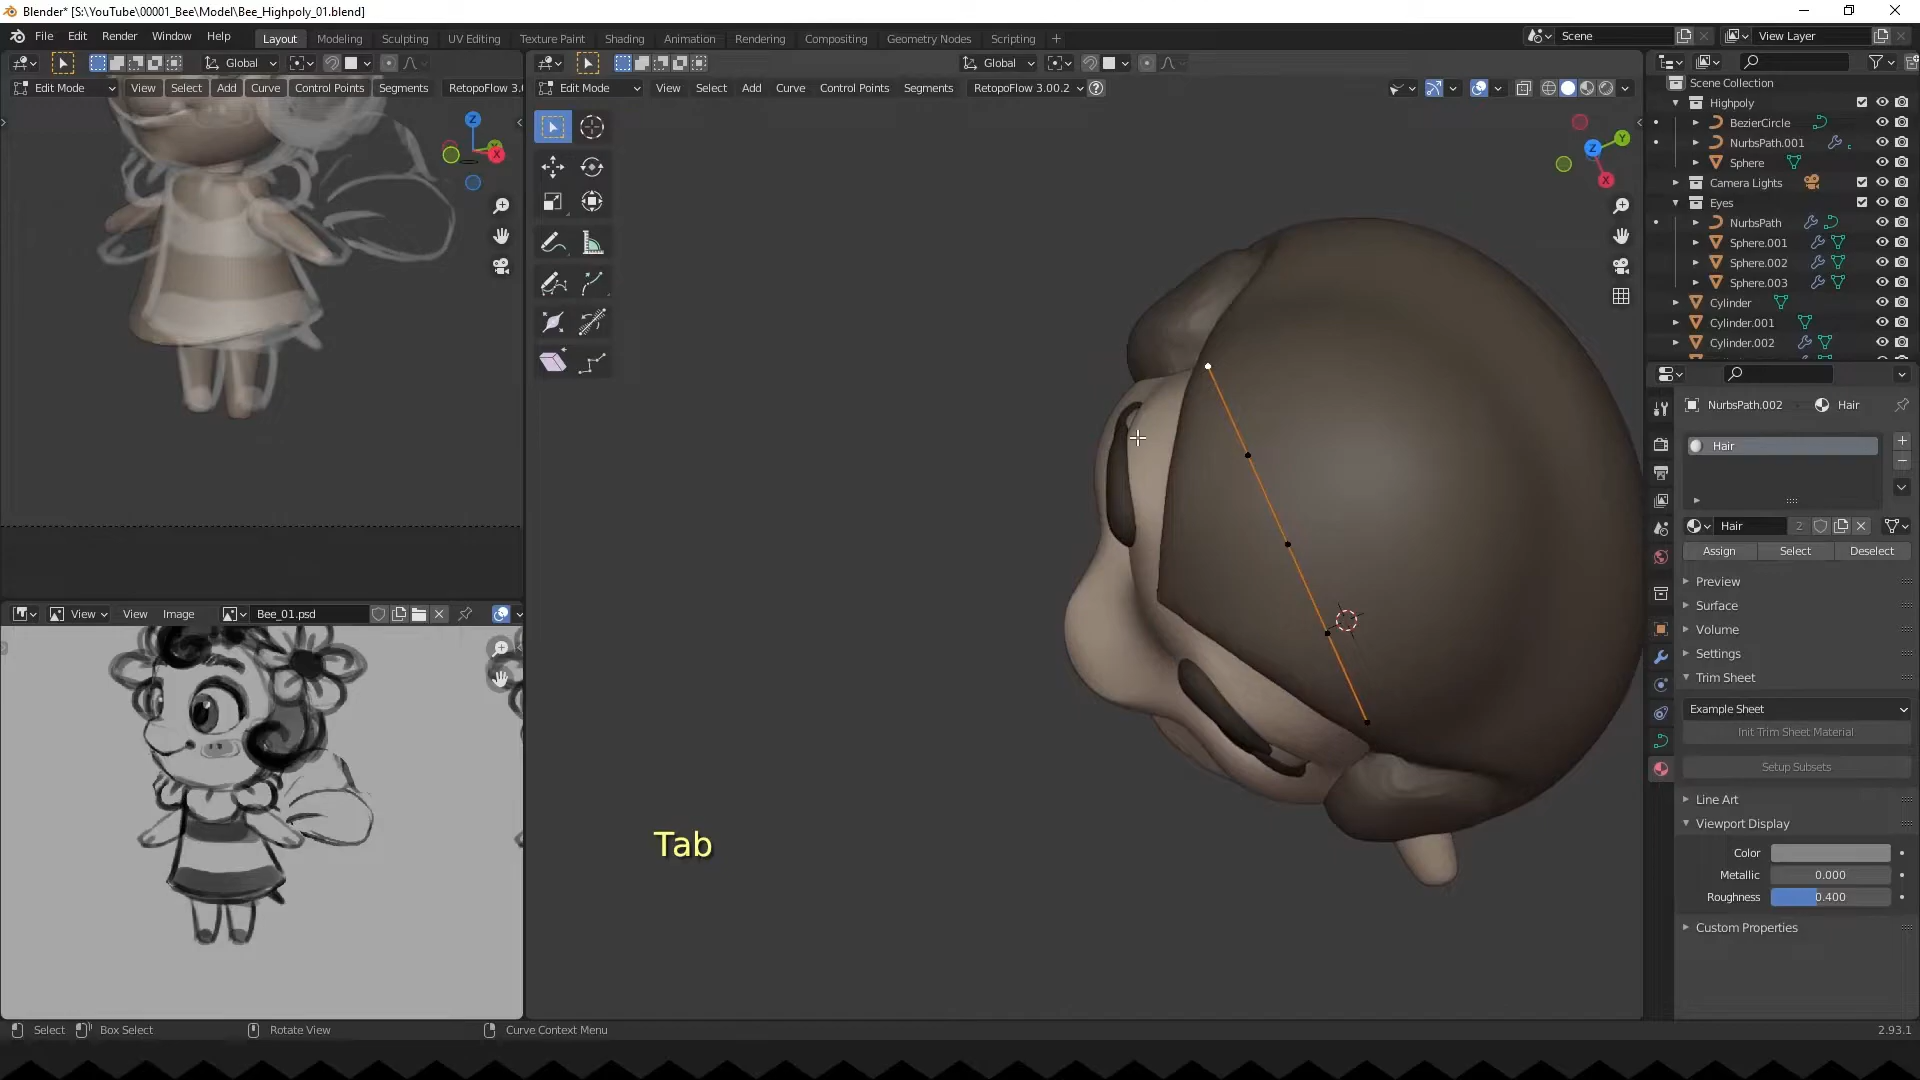 Blender* [S:\YouTube\00001_Bee\Model\Bee_Highpoly_01.blend]
File Edit Render Window Help Layout Modeling Sculpting UV Editing Texture Paint Shading Animation Rendering Compositing Geometry Nodes Scripting + Scene View Layer
Global Global
Edit Mode View Select Add Curve Control Points Segments RetopoFlow 3.0 Edit Mode View Select Add Curve Control Points Segments RetopoFlow 3.00.2
Scene Collection
Highpoly
BezierCircle
NurbsPath.001
Sphere
Camera Lights
Eyes
NurbsPath
Sphere.001
Sphere.002
Sphere.003
Cylinder
Cylinder.001
Cylinder.002
Z Y X
Z Y X
NurbsPath.002 Hair
Hair
Hair 2
Assign Select Deselect
Preview
Surface
Volume
Settings
Trim Sheet
Example Sheet
Init Trim Sheet Material
Setup Subsets
Line Art
Viewport Display
Color
Metallic 0.000
Roughness 0.400
Custom Properties
View View Image Bee_01.psd
Tab
Select Box Select Rotate View Curve Context Menu 2.93.1